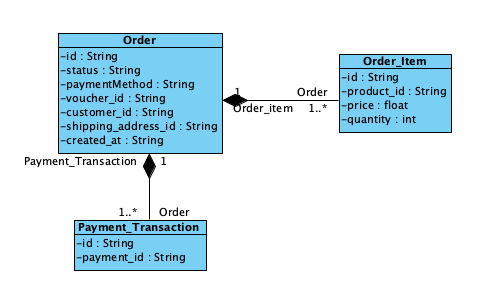 Order
-id : String
-status : String
-paymentMethod : String
-voucher_id : String
-customer_id : String
-shipping_address_id : String
-created_at : String
1
Order
Order_item
1..*
Order_Item
-id : String
-product_id : String
-price : float
-quantity : int
Payment_Transaction
1
1..*
Order
Payment_Transaction
-id : String
-payment_id : String